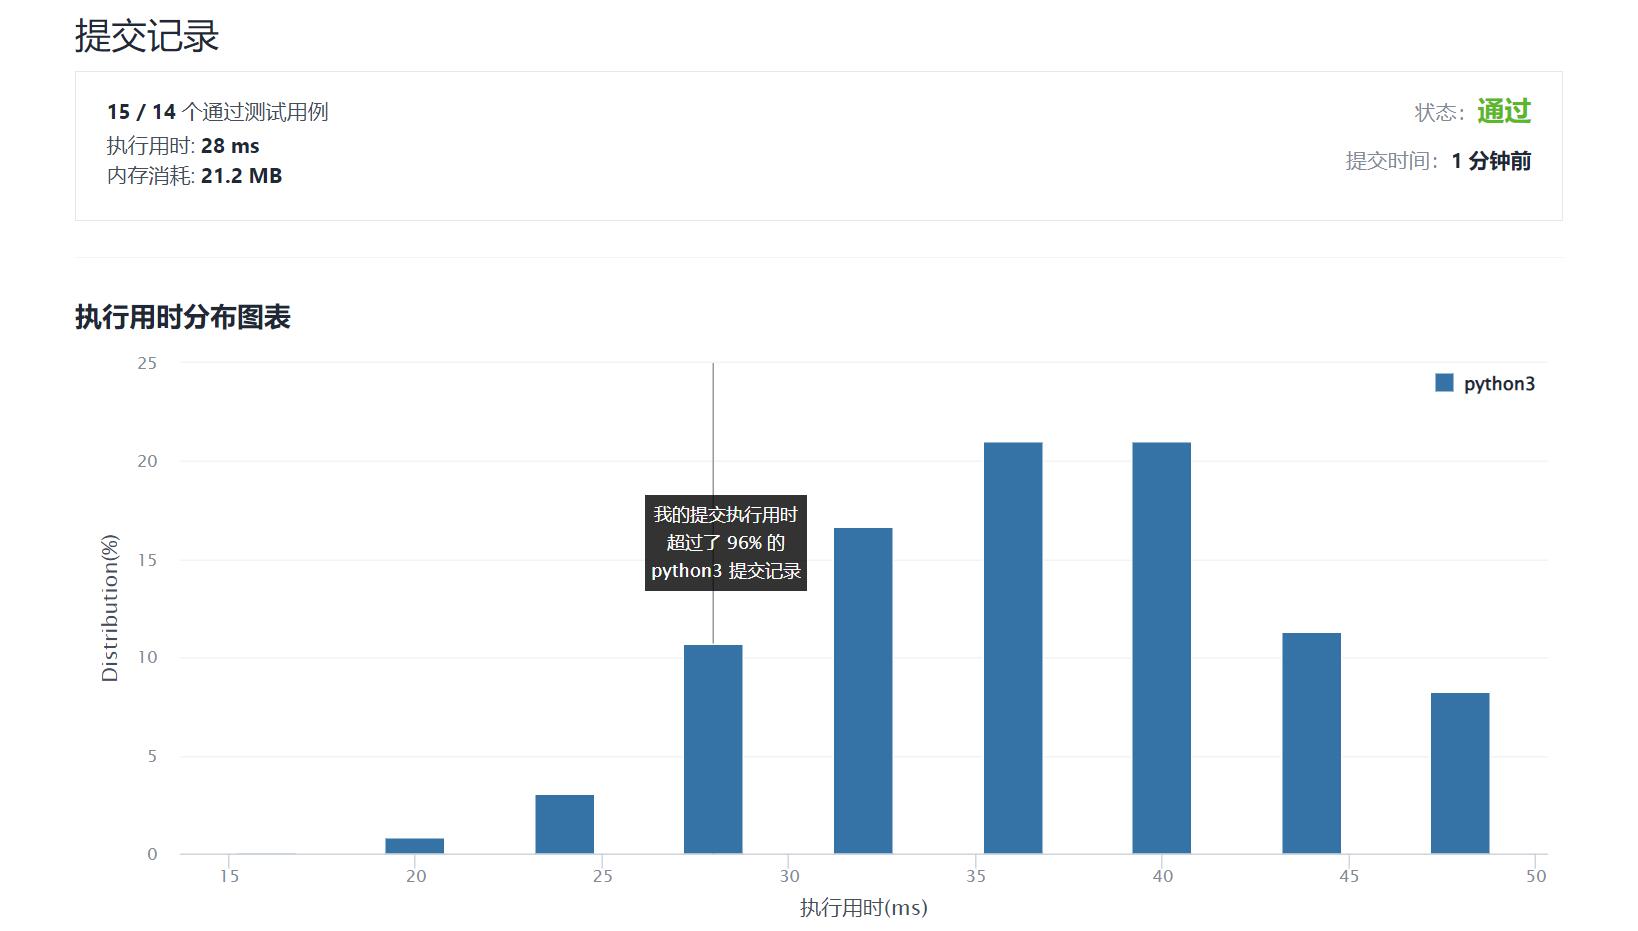 提交记录
15 / 14 个通过测试用例
状态：通过
执行用时: 28 ms
提交时间：1 分钟前
内存消耗: 21.2 MB
执行用时分布图表
25
python3
20
我的提交执行用时
超过了 96% 的
python3 提交记录
15
10
5
0
Distribution(%)
15 20 25 30 35 40 45 50
执行用时(ms)